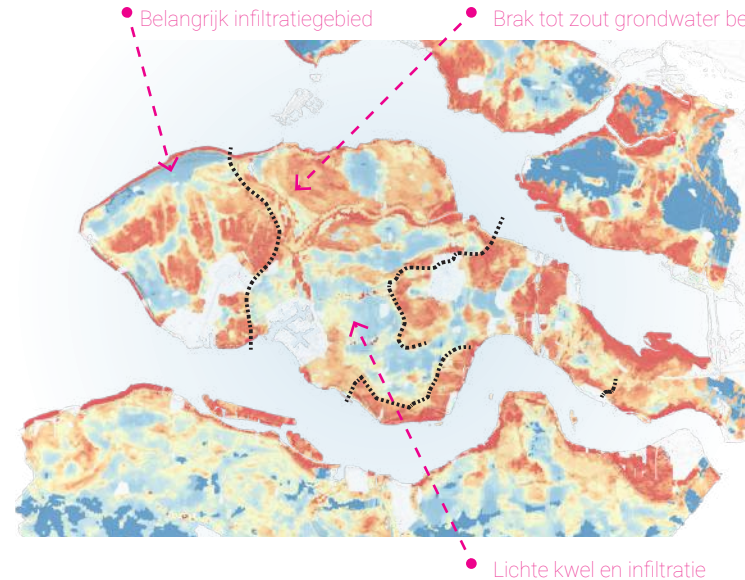 Belangrijk infiltratiegebied
Brak tot zout grondwater be
Lichte kwel en infiltratie